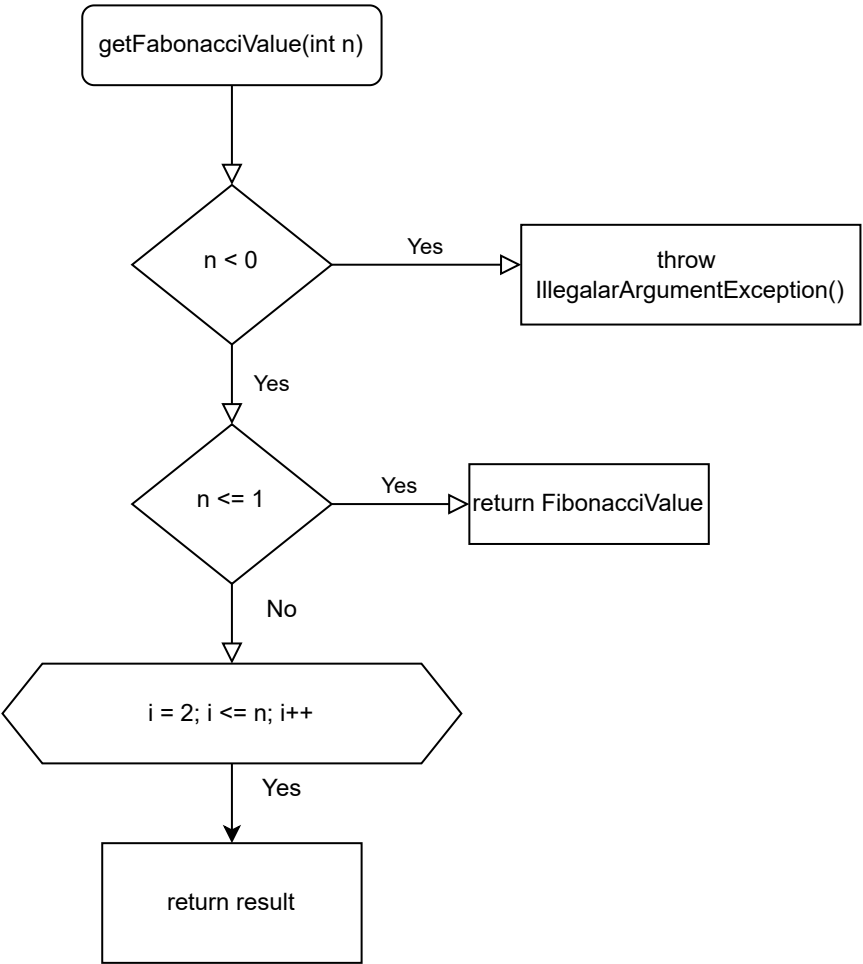 getFabonacciValue(int n)
n < 0
Yes
throw
IllegalarArgumentException()
Yes
n <= 1
Yes
return FibonacciValue
No
i = 2; i <= n; i++
Yes
return result